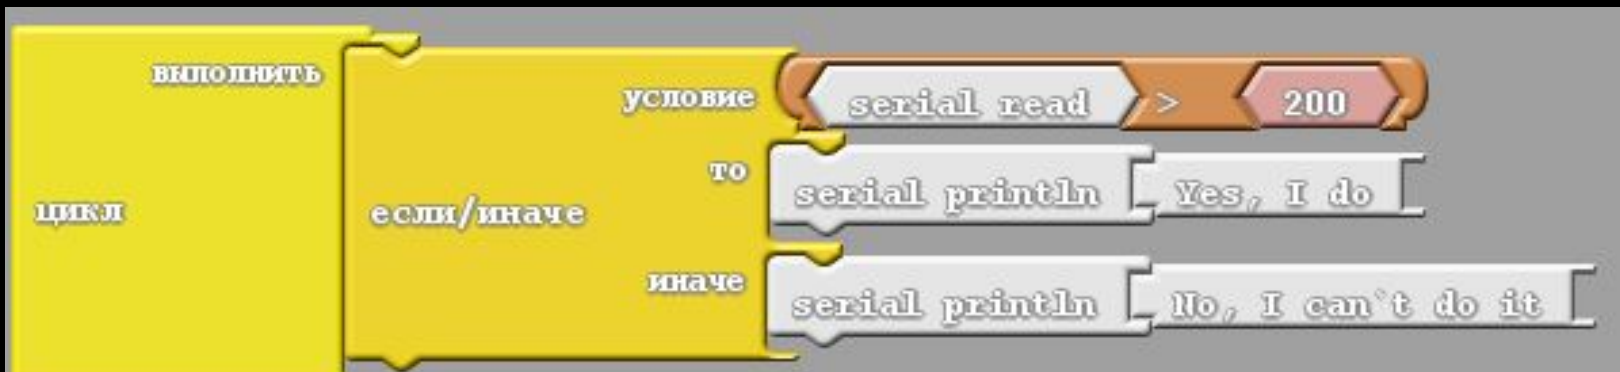 выполнить
условие
serial read > 200
то
serial println Yes, I do
цикл
если/иначе
иначе
serial println No, I can`t do it